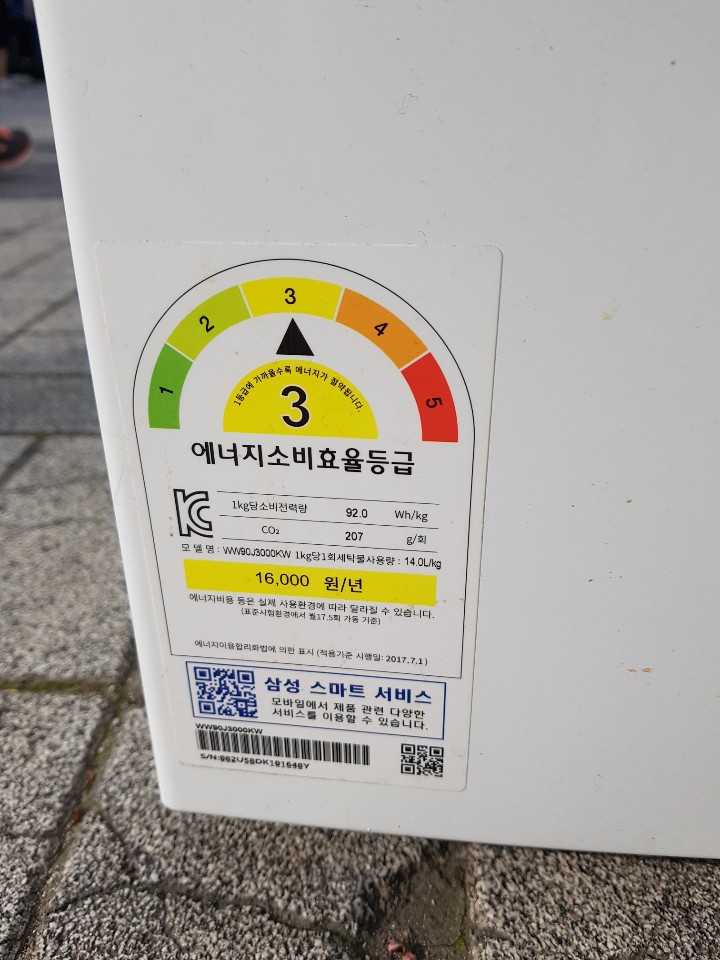 1
2
3
4
5
1등급에 가까울수록 에너지가 절약됩니다.
3
에너지소비효율등급
1kg당소비전력량 92.0 Wh/kg
CO₂ 207 g/회
모 델 명 : WW90J3000KW 1kg당1회세탁물사용량 : 14.0L/kg
16,000 원/년
에너지비용 등은 실제 사용환경에 따라 달라질 수 있습니다.
(표준시험환경에서 월17.5회 가동 기준)
에너지이용합리화법에 의한 표시 (적용기준 시행일: 2017.7.1)
삼성 스마트 서비스
모바일에서 제품 관련 다양한
서비스를 이용할 수 있습니다.
WW90J3000KW